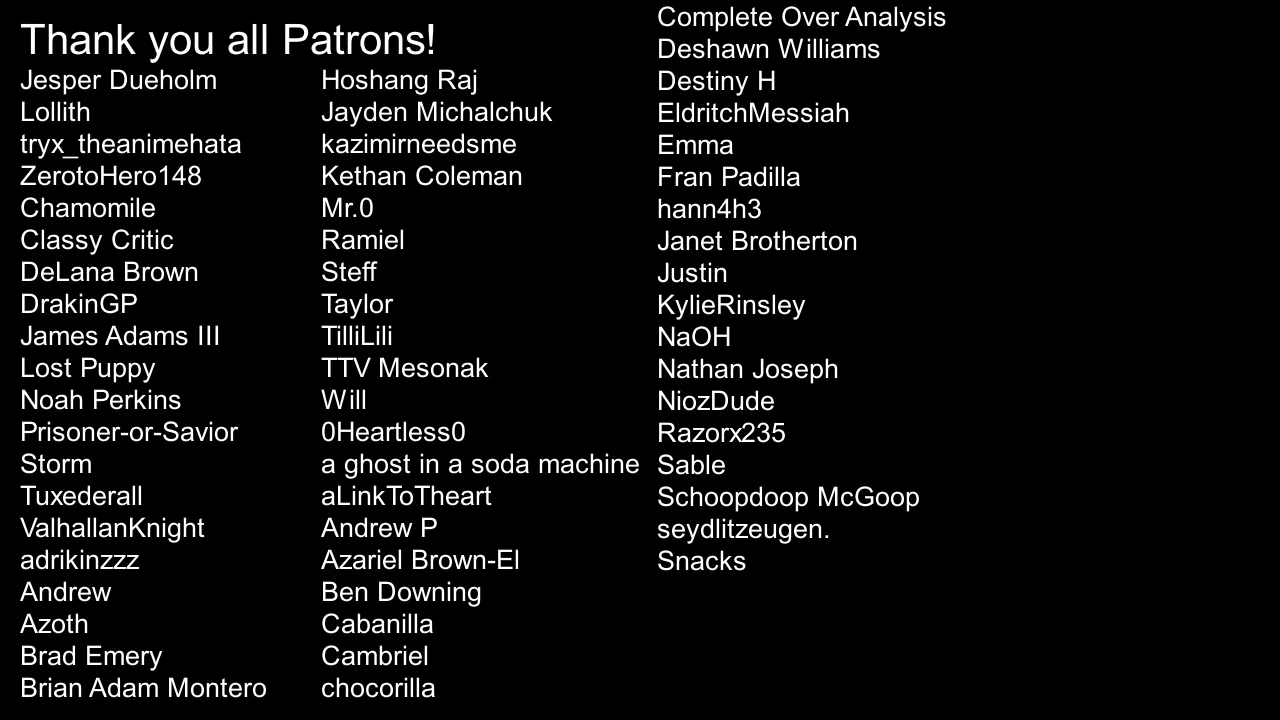 Thank you all Patrons!
Jesper Dueholm
Lollith
tryx_theanimehata
ZerotoHero148
Chamomile
Classy Critic
DeLana Brown
DrakinGP
James Adams III
Lost Puppy
Noah Perkins
Prisoner-or-Savior
Storm
Tuxederall
ValhallanKnight
adrikinzzz
Andrew
Azoth
Brad Emery
Brian Adam Montero
Hoshang Raj
Jayden Michalchuk
kazimirneedsme
Kethan Coleman
Mr.0
Ramiel
Steff
Taylor
TilliLili
TTV Mesonak
Will
0Heartless0
a ghost in a soda machine
aLinkToTheart
Andrew P
Azariel Brown-El
Ben Downing
Cabanilla
Cambriel
chocorilla
Complete Over Analysis
Deshawn Williams
Destiny H
EldritchMessiah
Emma
Fran Padilla
hann4h3
Janet Brotherton
Justin
KylieRinsley
NaOH
Nathan Joseph
NiozDude
Razorx235
Sable
Schoopdoop McGoop
seydlitzeugen.
Snacks